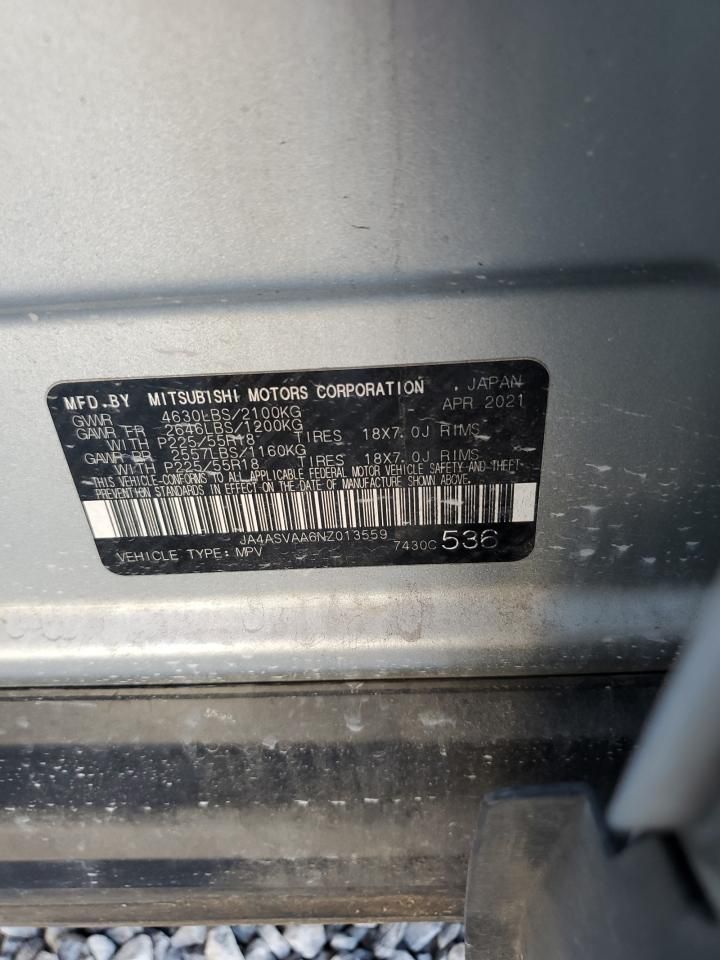 MFD.BY MITSUBISHI MOTORS CORPORATION , JAPAN
GVWR 4630LBS/2100KG - APR 2021
GAWR FR 2646LBS/1200KG
WITH P225/55R18 TIRES 18X7.0J RIMS
GAWR RR 2557LBS/1160KG
WITH P225/55R18 TIRES 18X7.0J RIMS
THIS VEHICLE CONFORMS TO ALL APPLICABLE FEDERAL MOTOR VEHICLE SAFETY AND THEFT
PREVENTION STANDARDS IN EFFECT ON THE DATE OF MANUFACTURE SHOWN ABOVE.
JA4ASVAA6NZ013559
VEHICLE TYPE: MPV 7430C 536